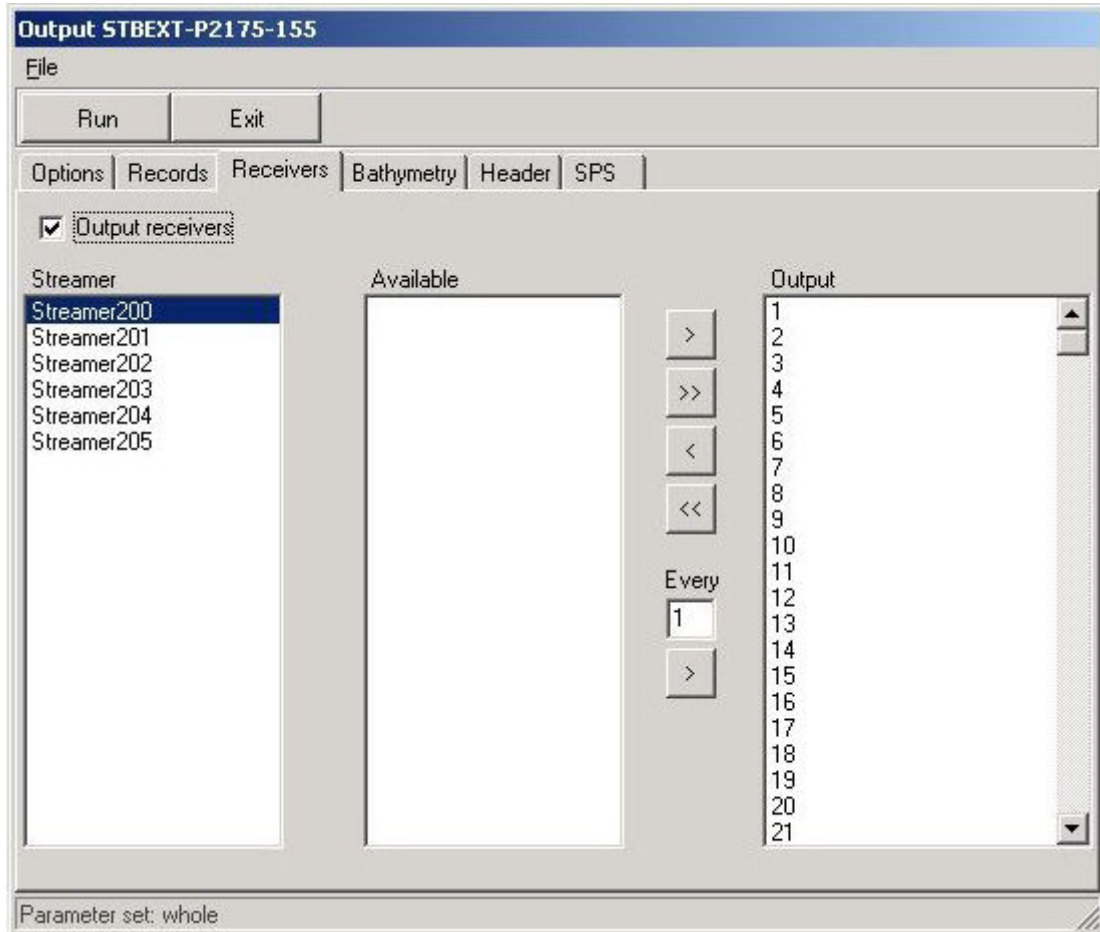 Output STBEXT-P2175-155
File
Run Exit
Options Records Receivers Bathymetry Header SPS
Output receivers
Streamer Available Output
Streamer200
Streamer201
Streamer202
Streamer203
Streamer204
Streamer205
>
>>
<
<<
Every
1
>
1
2
3
4
5
6
7
8
9
10
11
12
13
14
15
16
17
18
19
20
21
Parameter set: whole